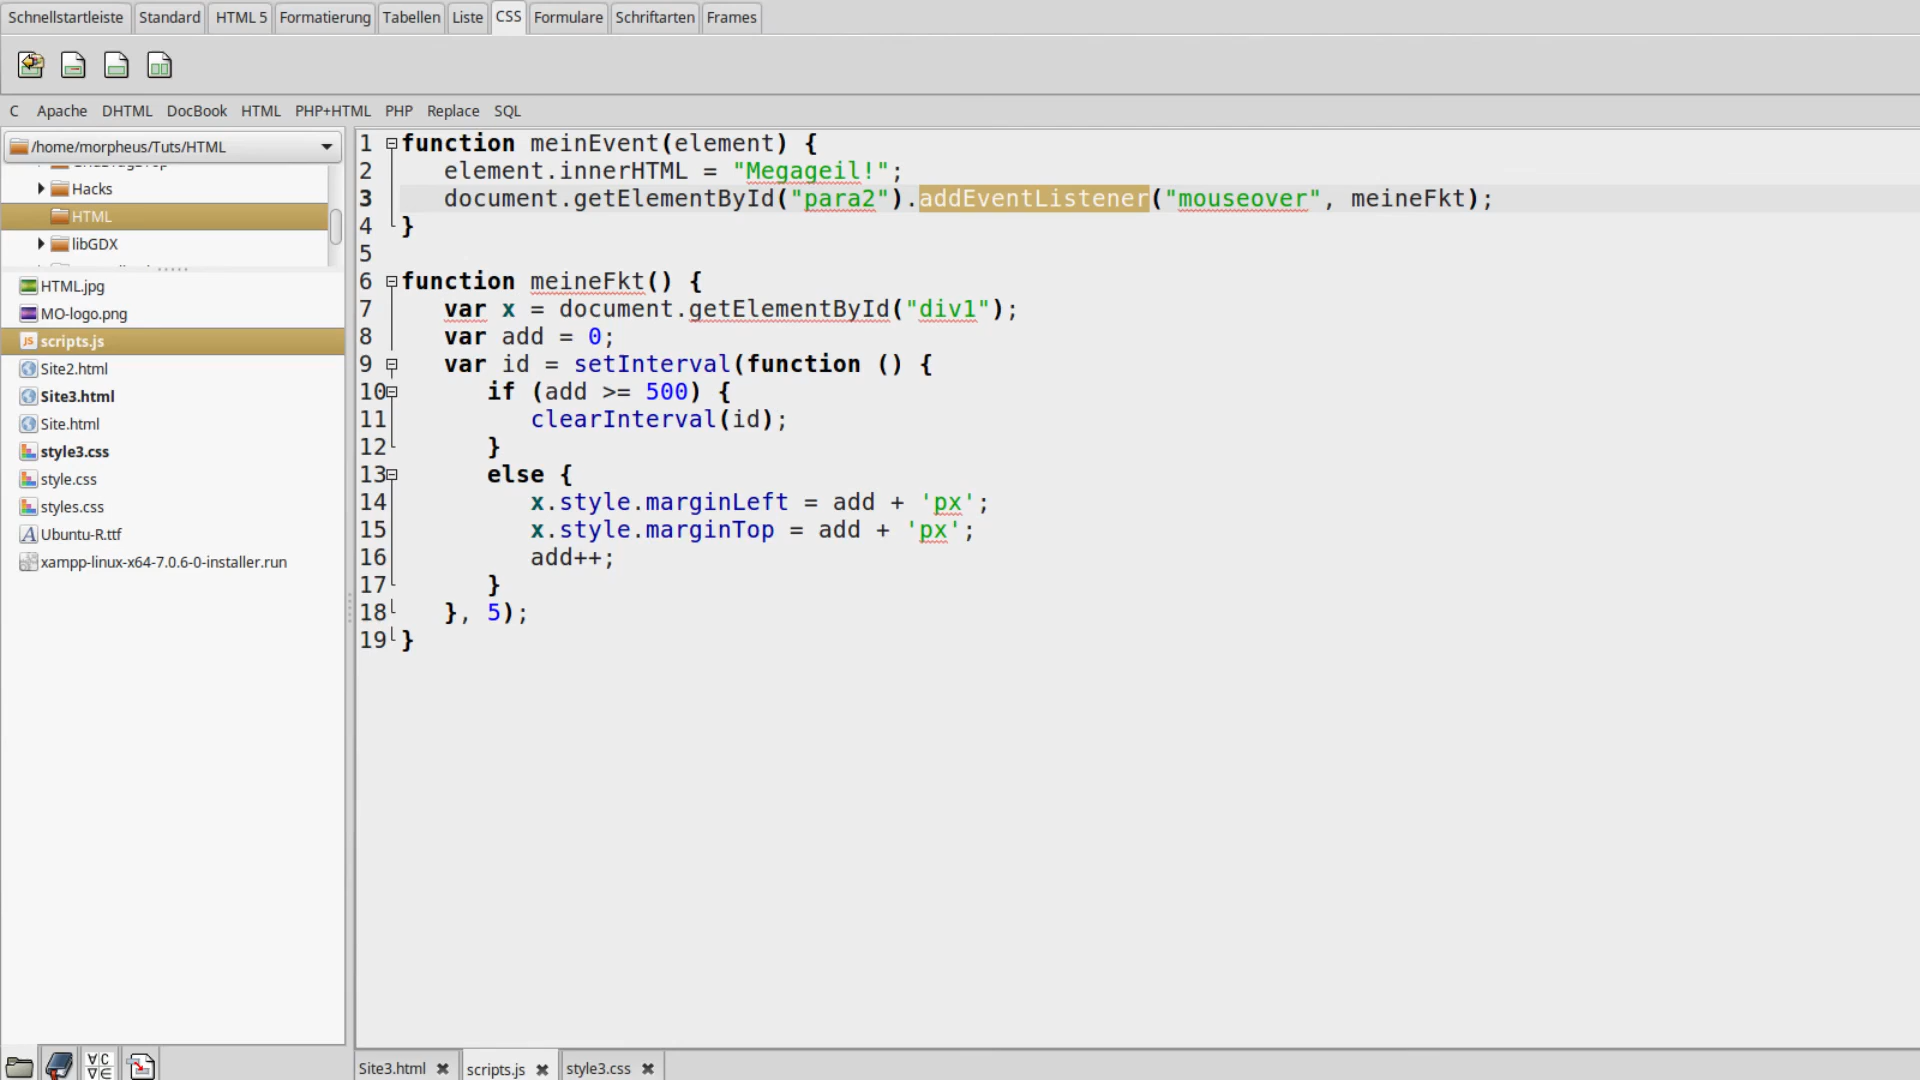 Schnellstartleiste Standard HTML 5 Formatierung Tabellen Liste CSS Formulare Schriftarten Frames
C Apache DHTML DocBook HTML PHP+HTML PHP Replace SQL
/home/morpheus/Tuts/HTML
Hacks
HTML
libGDX
HTML.jpg
MO-logo.png
JS scripts.js
Site2.html
Site3.html
Site.html
style3.css
style.css
styles.css
Ubuntu-R.ttf
xampp-linux-x64-7.0.6-0-installer.run
1 function meinEvent(element) {
2 element.innerHTML = "Megageil!";
3 document.getElementById("para2").addEventListener("mouseover", meineFkt);
4 }
5
6 function meineFkt() {
7 var x = document.getElementById("div1");
8 var add = 0;
9 var id = setInterval(function () {
10 if (add >= 500) {
11 clearInterval(id);
12 }
13 else {
14 x.style.marginLeft = add + 'px';
15 x.style.marginTop = add + 'px';
16 add++;
17 }
18 }, 5);
19 }
Site3.html scripts.js style3.css